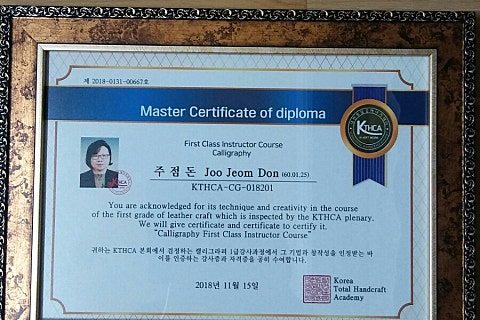 제 2018-0131-00667호
Master Certificate of diploma
First Class Instructor Course
Calligraphy
주 점 돈 Joo Jeom Don (60.01.25)
KTHCA-CG-018201
KTHCA
KTHCA
You are acknowledged for its technique and creativity in the course
of the first grade of leather craft which is inspected by the KTHCA plenary.
We will give certificate and certificate to certify it.
"Calligraphy First Class Instructor Course"
귀하는 KTHCA 본회에서 검정하는 캘리그라피 1급강사과정에서 그 기법과 창작성을 인정받는 바
이를 인증하는 강사증과 자격증을 공히 수여합니다.
2018년 11월 15일
Korea
Total Handcraft
Academy